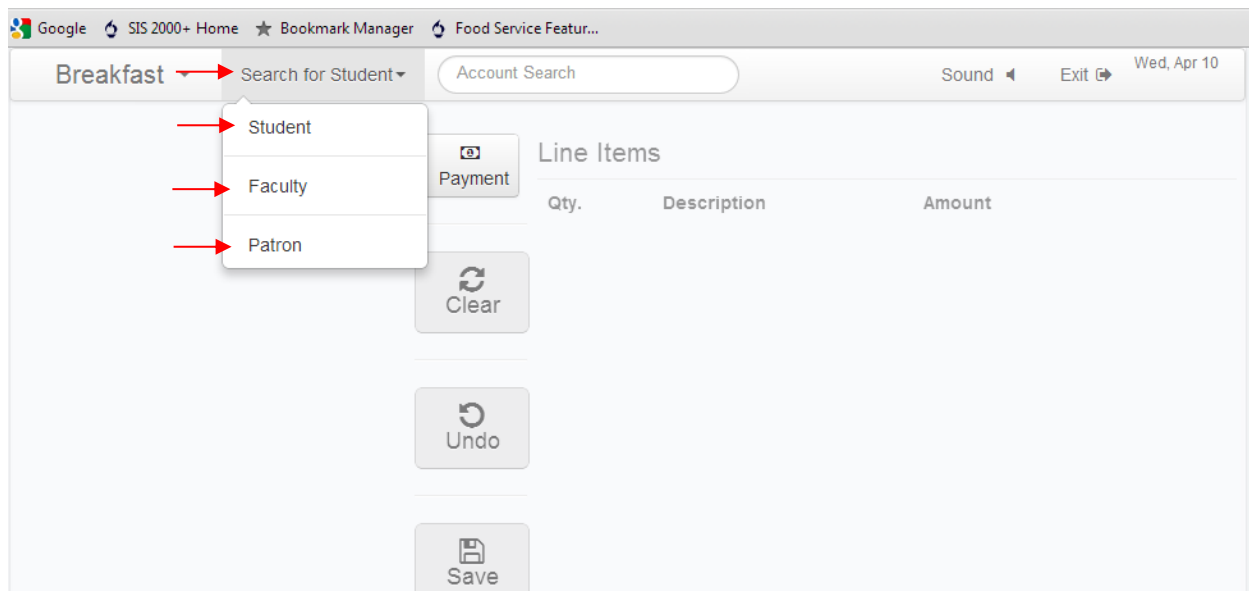 Google SIS 2000+ Home Bookmark Manager Food Service Featur...
Breakfast Search for Student Account Search Sound Exit Wed, Apr 10
Student
Faculty
Patron
Payment
Clear
Undo
Save
Line Items
Qty. Description Amount